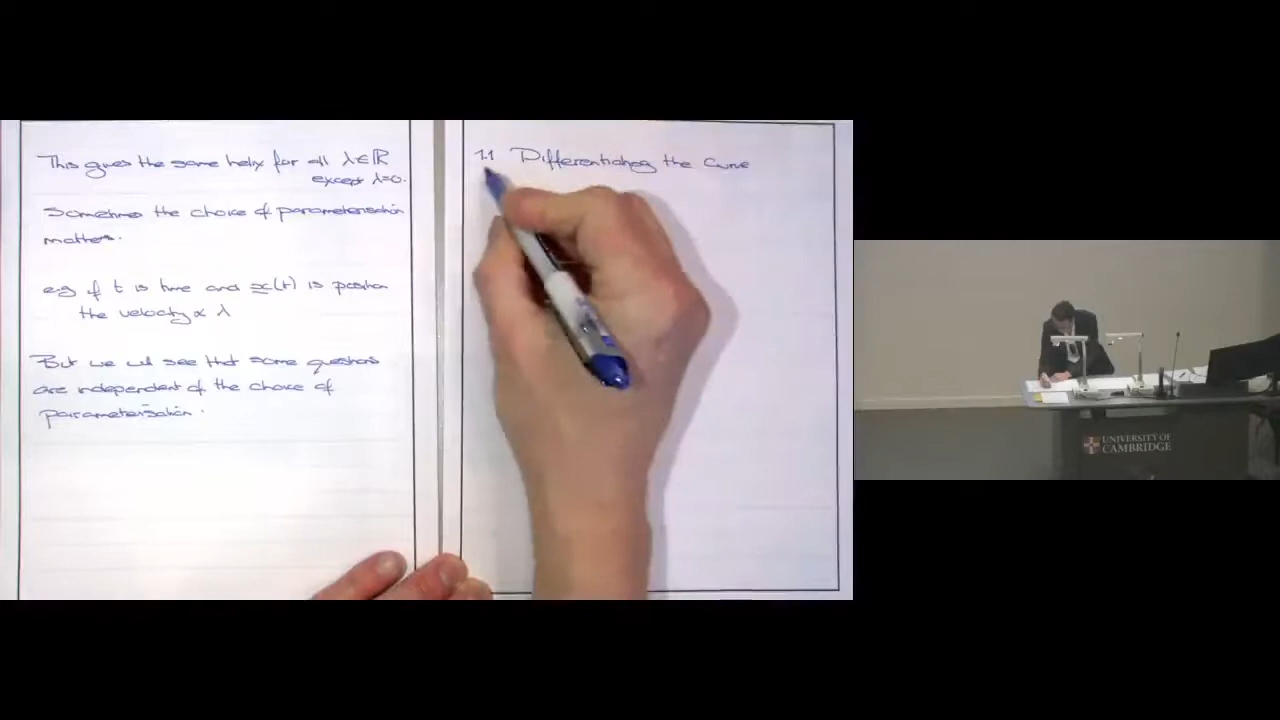 This gives the same helix for all λ∈ℝ
except λ=0.
Sometimes the choice of parameterisation
matters.
e.g if t is time and x(t) is position
the velocity ∝ λ
But we will see that some questions
are independent of the choice of
parameterisation.
1.1 Differentiating the Curve
UNIVERSITY OF
CAMBRIDGE